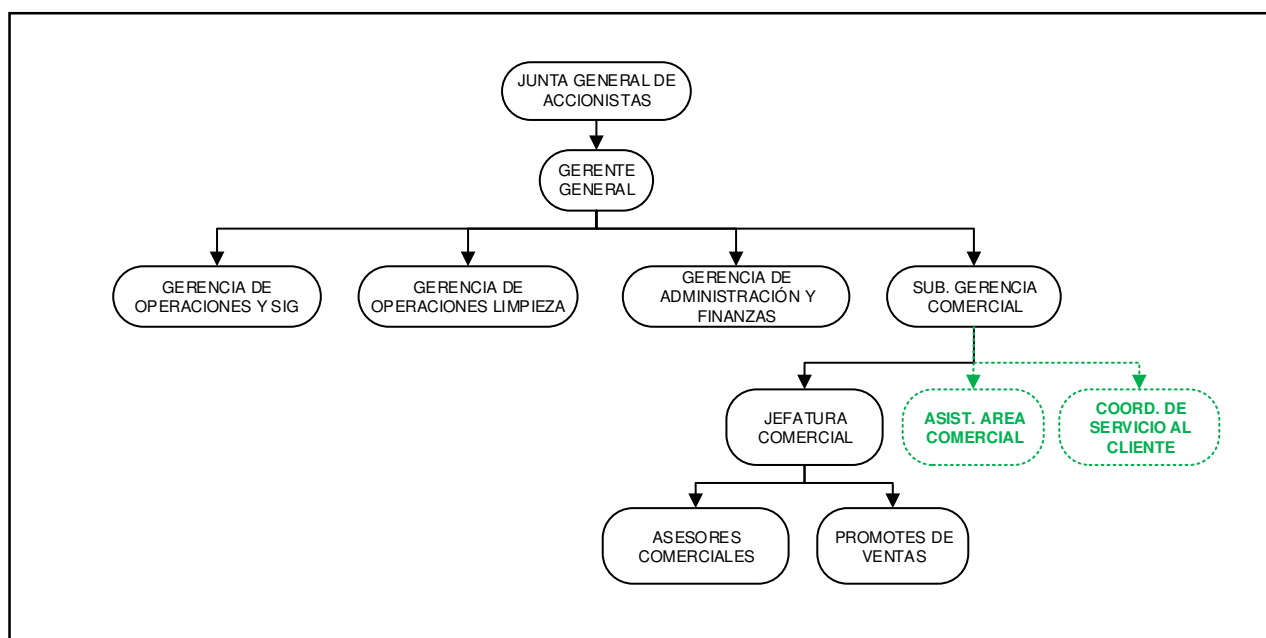 JUNTA GENERAL DE
ACCIONISTAS
GERENTE
GENERAL
GERENCIA DE
OPERACIONES Y SIG
GERENCIA DE
OPERACIONES LIMPIEZA
GERENCIA DE
ADMINISTRACIÓN Y
FINANZAS
SUB. GERENCIA
COMERCIAL
JEFATURA
COMERCIAL
ASIST. AREA
COMERCIAL
COORD. DE
SERVICIO AL
CLIENTE
ASESORES
COMERCIALES
PROMOTES DE
VENTAS